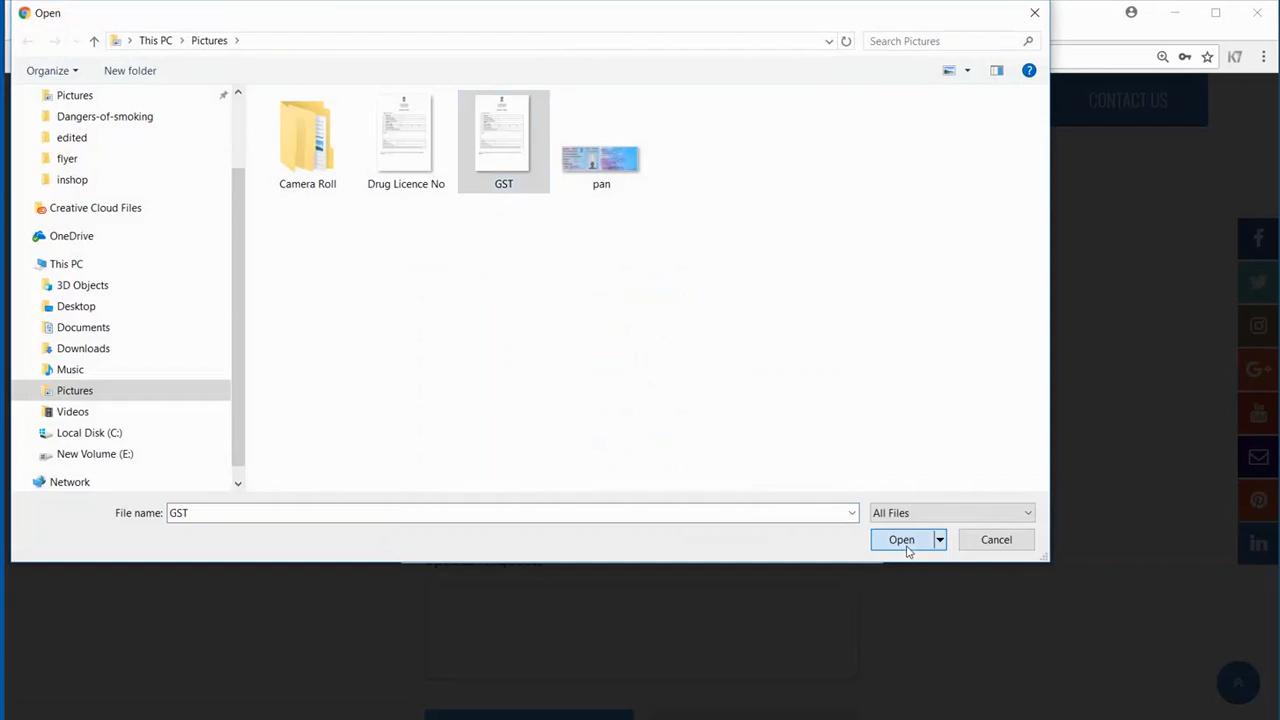 Open
This PC
Pictures
Search Pictures
Organize
New folder
K7
CONTACT US
Pictures
Dangers-of-smoking
edited
flyer
inshop
Creative Cloud Files
OneDrive
This PC
3D Objects
Desktop
Documents
Downloads
Music
Pictures
Videos
Local Disk (C:)
New Volume (E:)
Network
Camera Roll
Drug Licence No
GST
pan
File name: GST
All Files
Open
Cancel